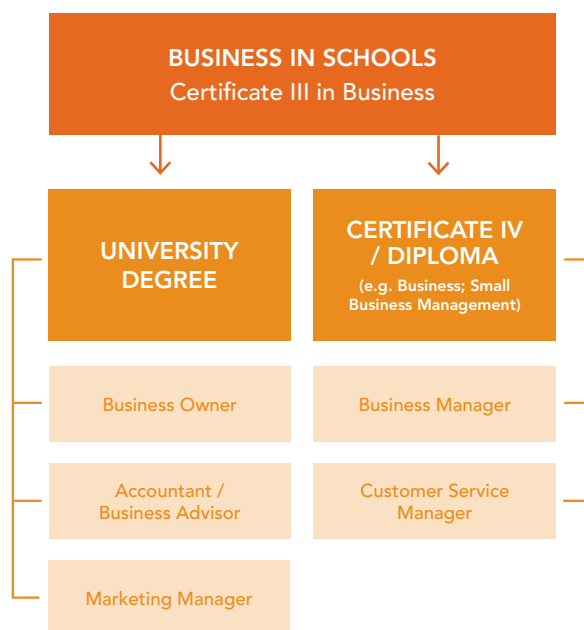 BUSINESS IN SCHOOLS
Certificate III in Business
UNIVERSITY
DEGREE
CERTIFICATE IV
/ DIPLOMA
(e.g. Business; Small
Business Management)
Business Owner
Business Manager
Accountant /
Business Advisor
Customer Service
Manager
Marketing Manager